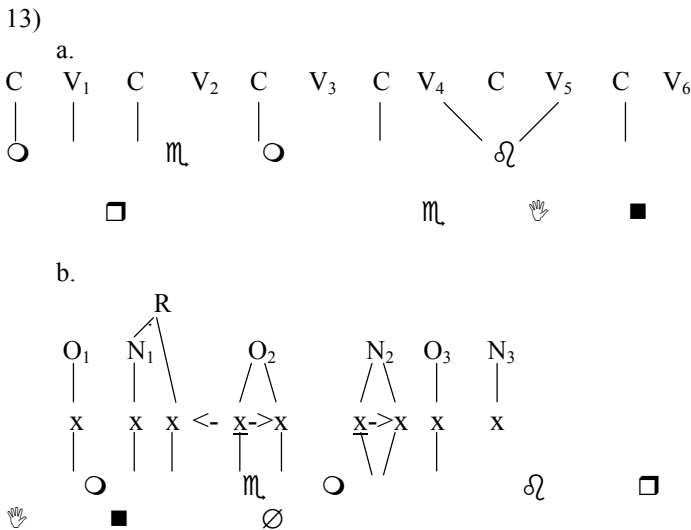 13)
a.
C V₁ C V₂ C V₃ C V₄ C V₅ C V₆
❍ ♏ ❍ ♌
❒ ♏ 🖑 ■
b.
R
O₁ N₁ O₂ N₂ O₃ N₃
x x x <- x->x x->x x x
❍ ♏ ❍ ♌ ❒
🖑 ■ ∅